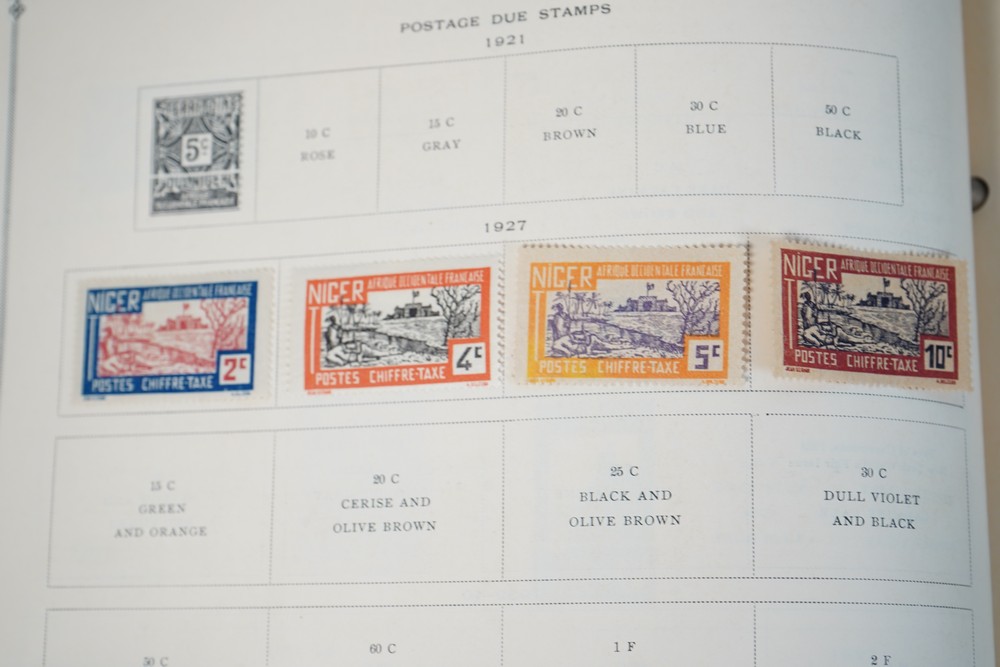 POSTAGE DUE STAMPS
1921
5c
10 C
ROSE
15 C
GRAY
20 C
BROWN
30 C
BLUE
50 C
BLACK
1927
NIGER AFRIQUE OCCIDENTALE FRANÇAISE
2c
POSTES CHIFFRE-TAXE
NIGER AFRIQUE OCCIDENTALE FRANÇAISE
4c
POSTES CHIFFRE-TAXE
NIGER AFRIQUE OCCIDENTALE FRANÇAISE
5c
POSTES CHIFFRE-TAXE
NIGER AFRIQUE OCCIDENTALE FRANÇAISE
10c
POSTES CHIFFRE-TAXE
15 C
GREEN
AND ORANGE
20 C
CERISE AND
OLIVE BROWN
25 C
BLACK AND
OLIVE BROWN
30 C
DULL VIOLET
AND BLACK
50 C
60 C
1 F
2 F